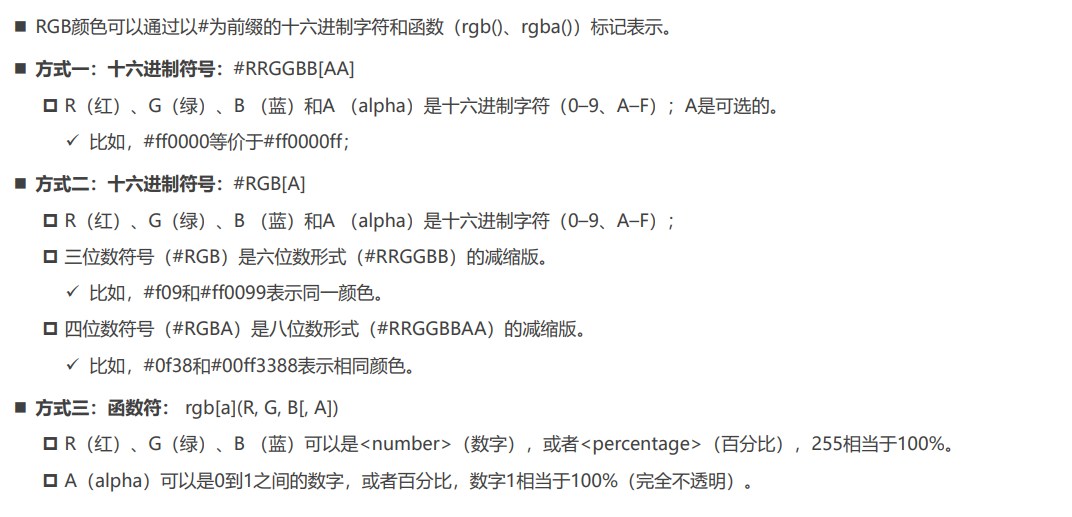 ■ RGB颜色可以通过以#为前缀的十六进制字符和函数（rgb()、rgba()）标记表示。
■ 方式一：十六进制符号：#RRGGBB[AA]
R（红）、G（绿）、B （蓝）和A （alpha）是十六进制字符（0–9、A–F）；A是可选的。
✓ 比如，#ff0000等价于#ff0000ff；
■ 方式二：十六进制符号：#RGB[A]
R（红）、G（绿）、B （蓝）和A （alpha）是十六进制字符（0–9、A–F）；
三位数符号（#RGB）是六位数形式（#RRGGBB）的减缩版。
✓ 比如，#f09和#ff0099表示同一颜色。
四位数符号（#RGBA）是八位数形式（#RRGGBBAA）的减缩版。
✓ 比如，#0f38和#00ff3388表示相同颜色。
■ 方式三：函数符： rgb[a](R, G, B[, A])
R（红）、G（绿）、B （蓝）可以是<number>（数字），或者<percentage>（百分比），255相当于100%。
A（alpha）可以是0到1之间的数字，或者百分比，数字1相当于100%（完全不透明）。